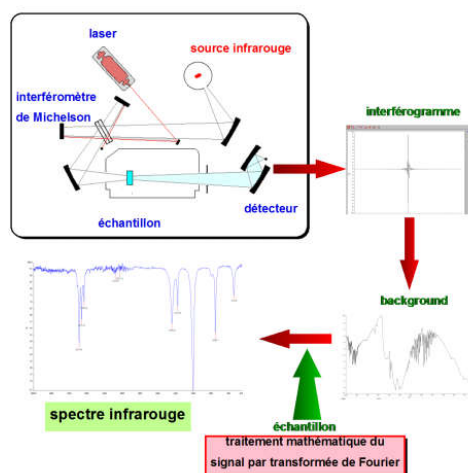 laser
source infrarouge
interféromètre
de Michelson
interférogramme
échantillon
détecteur
background
spectre infrarouge
échantillon
traitement mathématique du
signal par transformée de Fourier